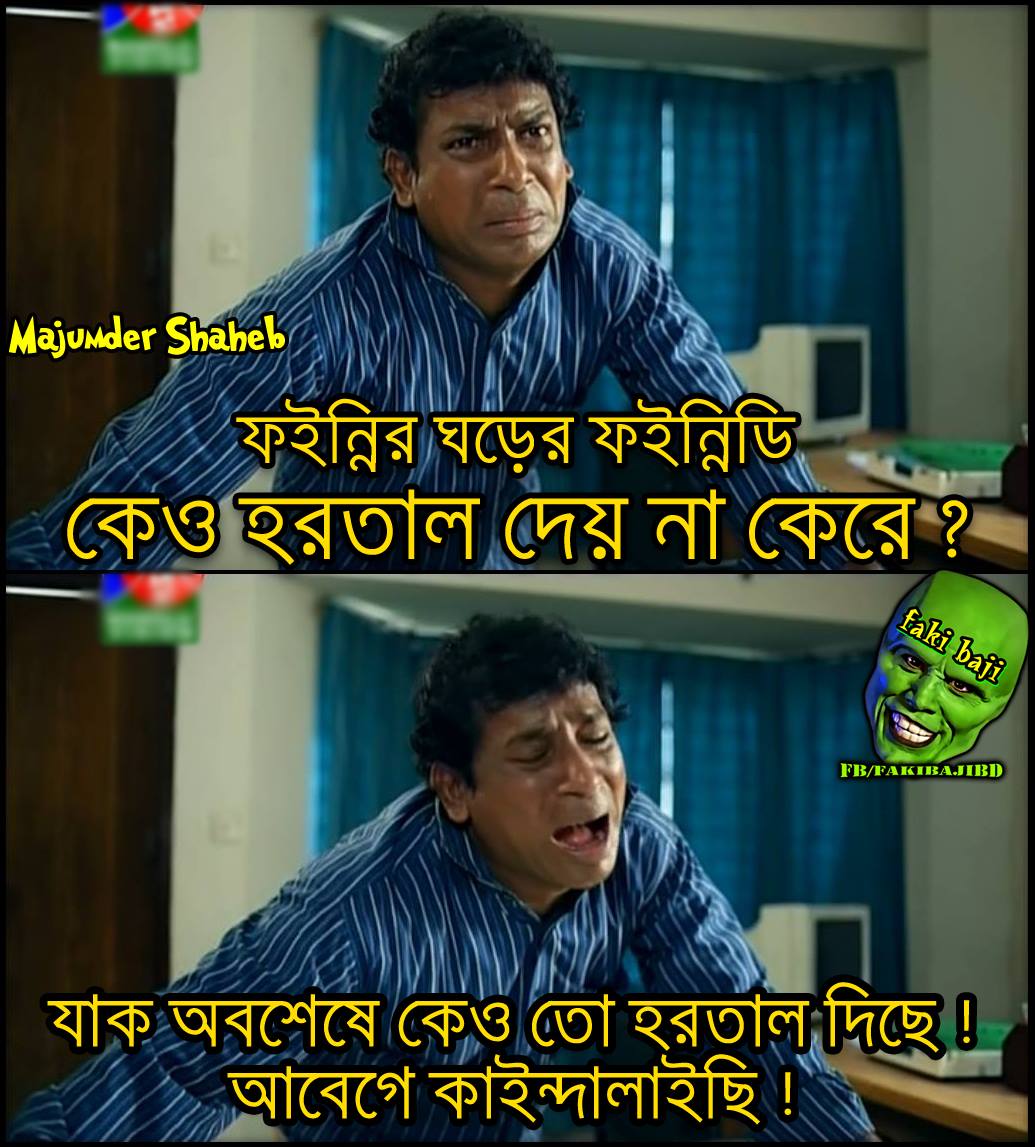 Majumder Shaheb
ফইন্নির ঘড়ের ফইন্নিডি
কেও হরতাল দেয় না কেরে ?
faki baji
FB/FAKIBAJIBD
যাক অবশেষে কেও তো হরতাল দিছে !
আবেগে কাইন্দালাইছি !